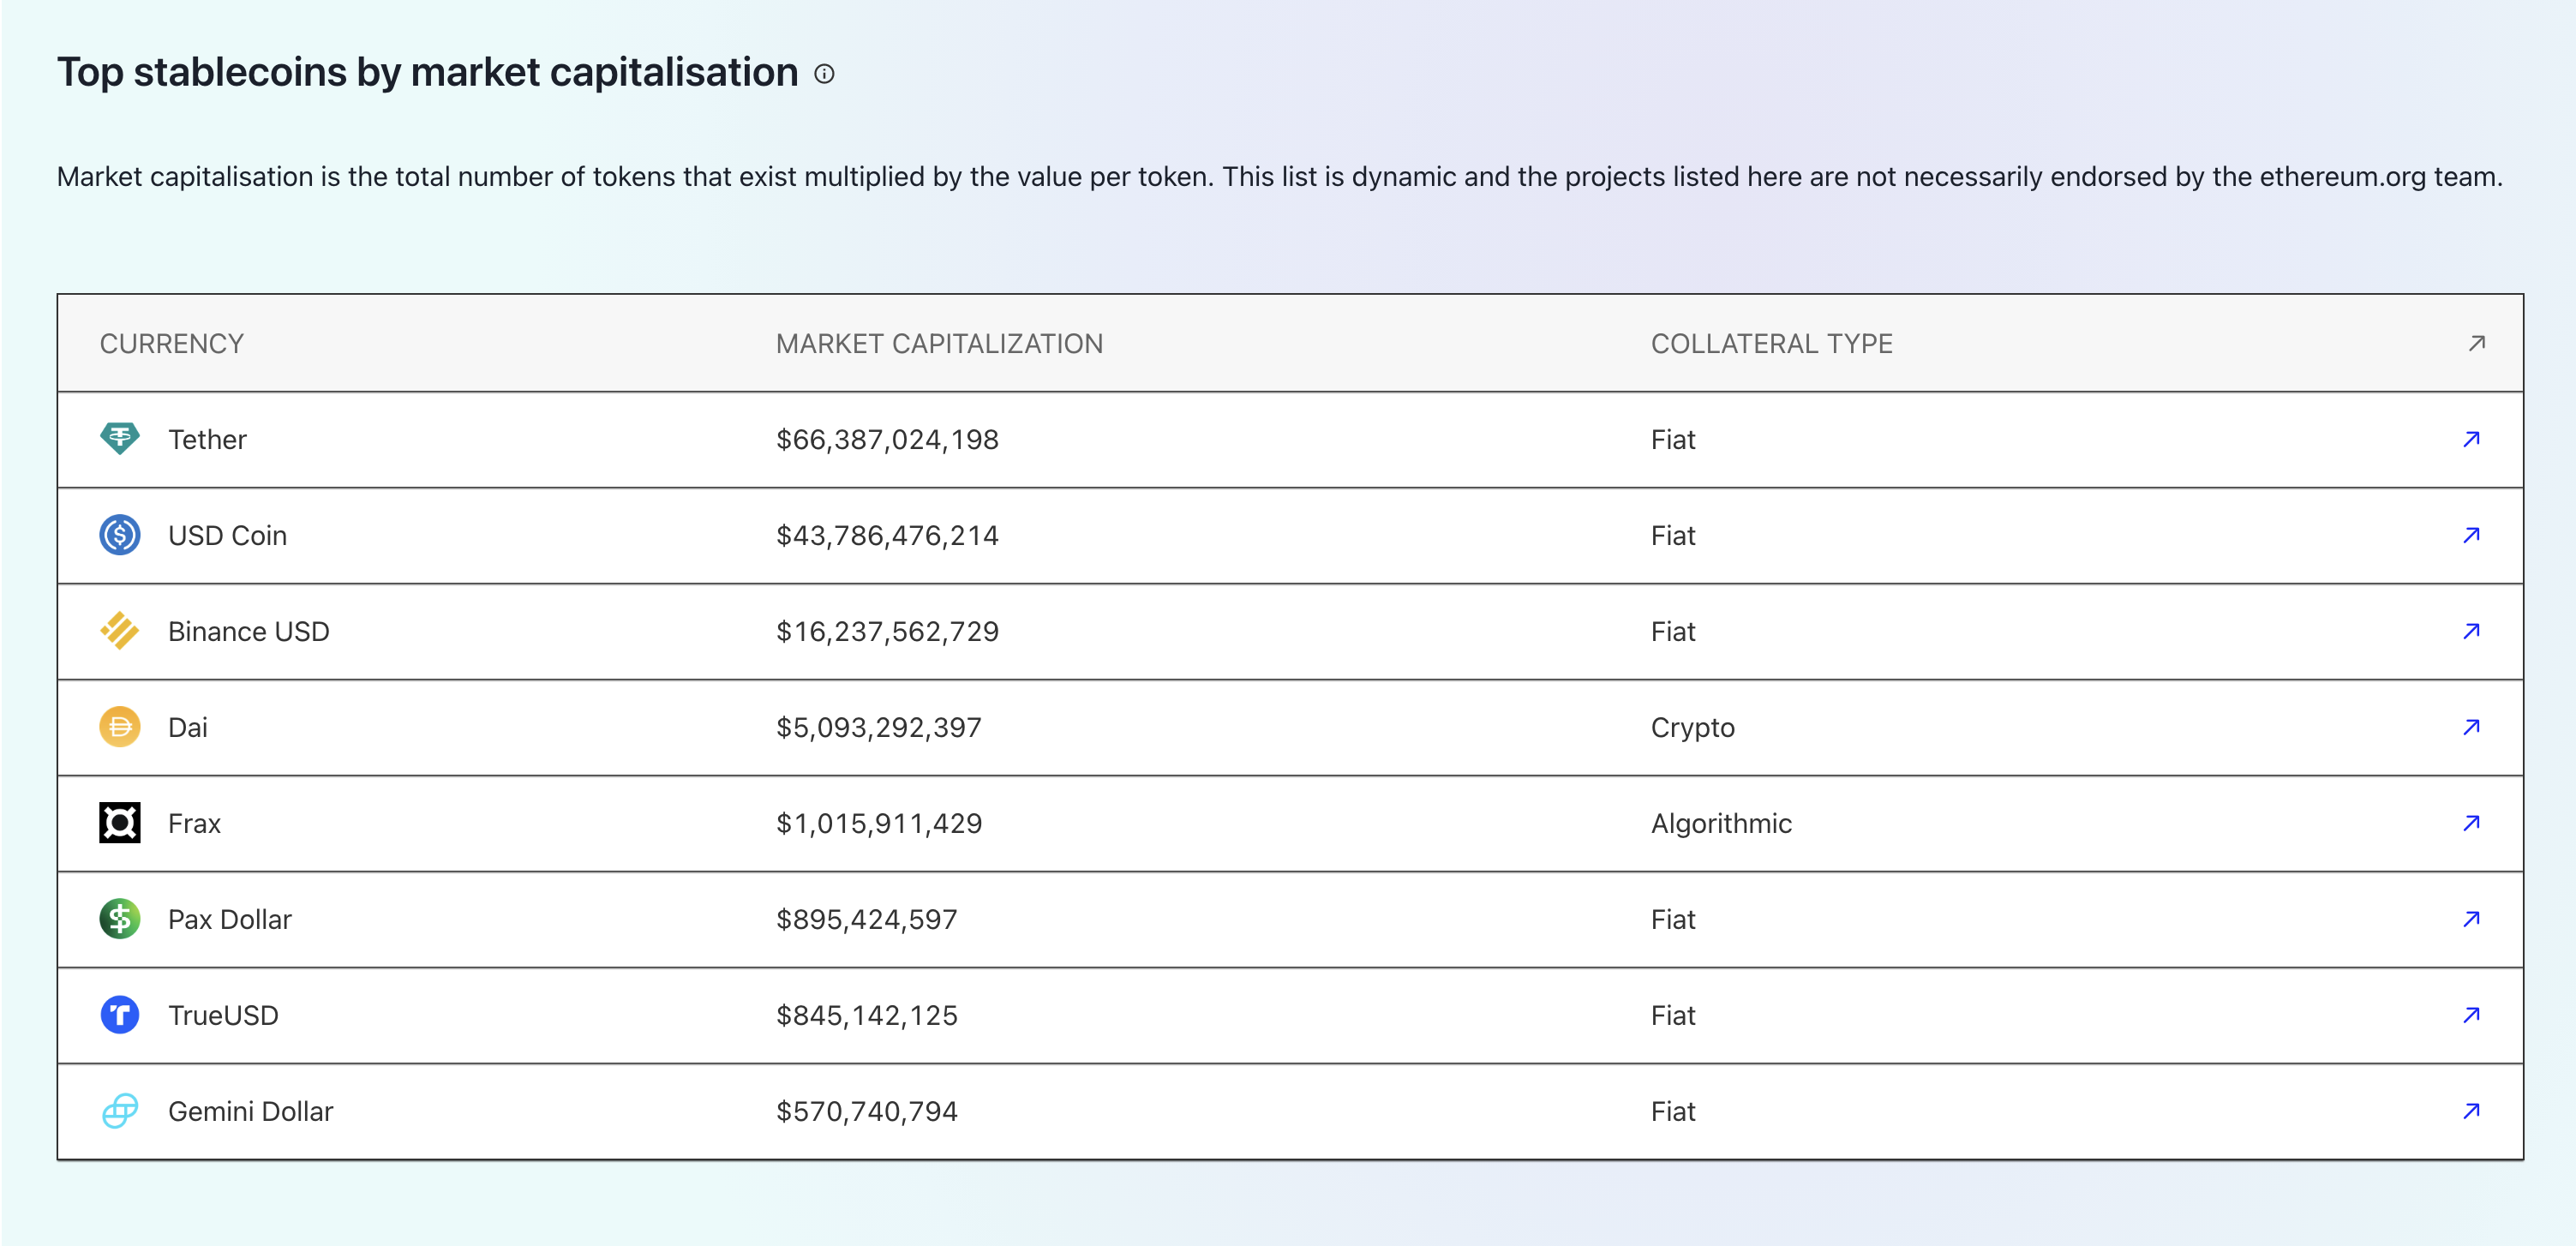 Top stablecoins by market capitalisation
Market capitalisation is the total number of tokens that exist multiplied by the value per token. This list is dynamic and the projects listed here are not necessarily endorsed by the ethereum.org team.
CURRENCY MARKET CAPITALIZATION COLLATERAL TYPE
Tether $66,387,024,198 Fiat
USD Coin $43,786,476,214 Fiat
Binance USD $16,237,562,729 Fiat
Dai $5,093,292,397 Crypto
Frax $1,015,911,429 Algorithmic
Pax Dollar $895,424,597 Fiat
TrueUSD $845,142,125 Fiat
Gemini Dollar $570,740,794 Fiat